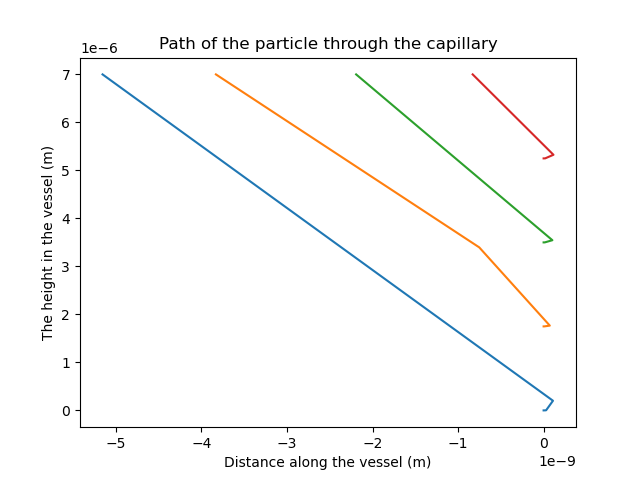 Path of the particle through the capillary
1e−6
7
6
5
4
3
2
1
0
The height in the vessel (m)
−5 −4 −3 −2 −1 0
1e−9
Distance along the vessel (m)